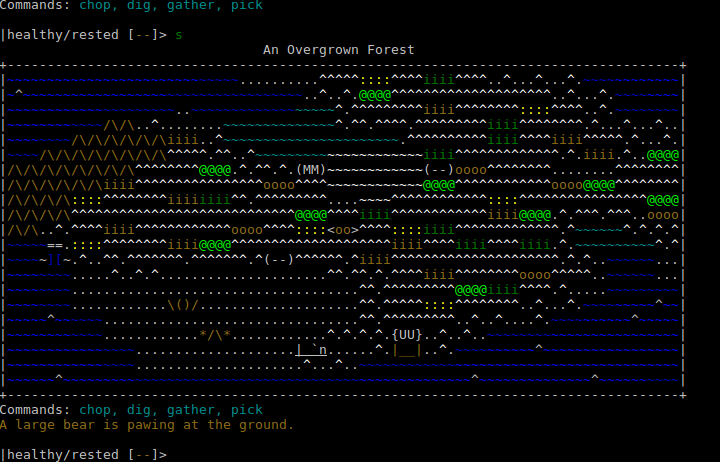 Commands: chop, dig, gather, pick
|healthy/rested [--]> s
An Overgrown Forest
Commands: chop, dig, gather, pick
A large bear is pawing at the ground.
|healthy/rested [--]>